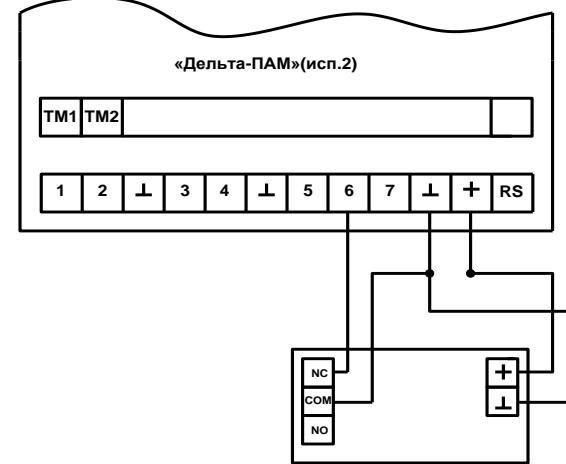 «Дельта-ПАМ»(исп.2)
ТМ1 ТМ2
1 2 ⊥ 3 4 ⊥ 5 6 7 ⊥ + RS
NC +
COM ⊥
NO